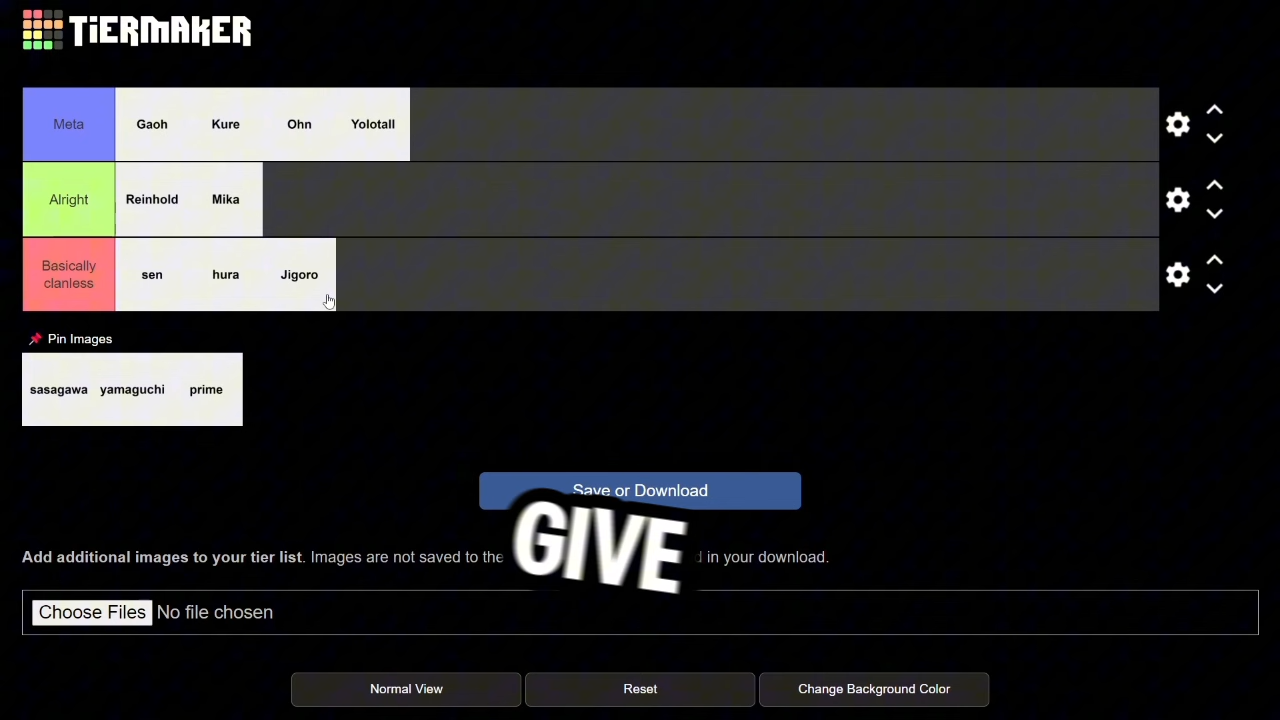 TiERMAKER
Meta
Gaoh
Kure
Ohn
Yolotall
Alright
Reinhold
Mika
Basically
clanless
sen
hura
Jigoro
Pin Images
sasagawa
yamaguchi
prime
Save or Download
GIVE
Add additional images to your tier list. Images are not saved to the in your download.
Choose Files No file chosen
Normal View
Reset
Change Background Color